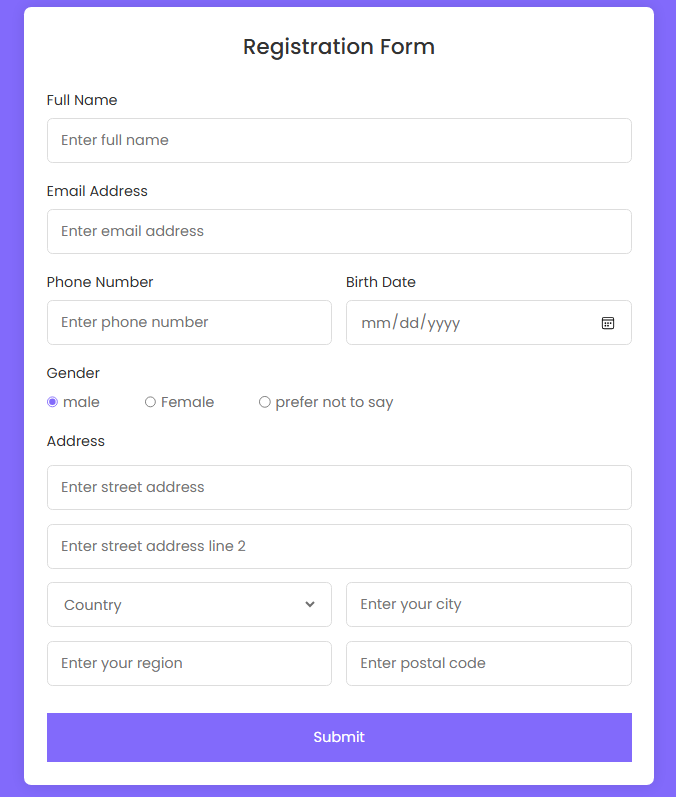 Registration Form
Full Name
Enter full name
Email Address
Enter email address
Phone Number Birth Date
Enter phone number mm/dd/yyyy
Gender
male Female prefer not to say
Address
Enter street address
Enter street address line 2
Country Enter your city
Enter your region Enter postal code
Submit